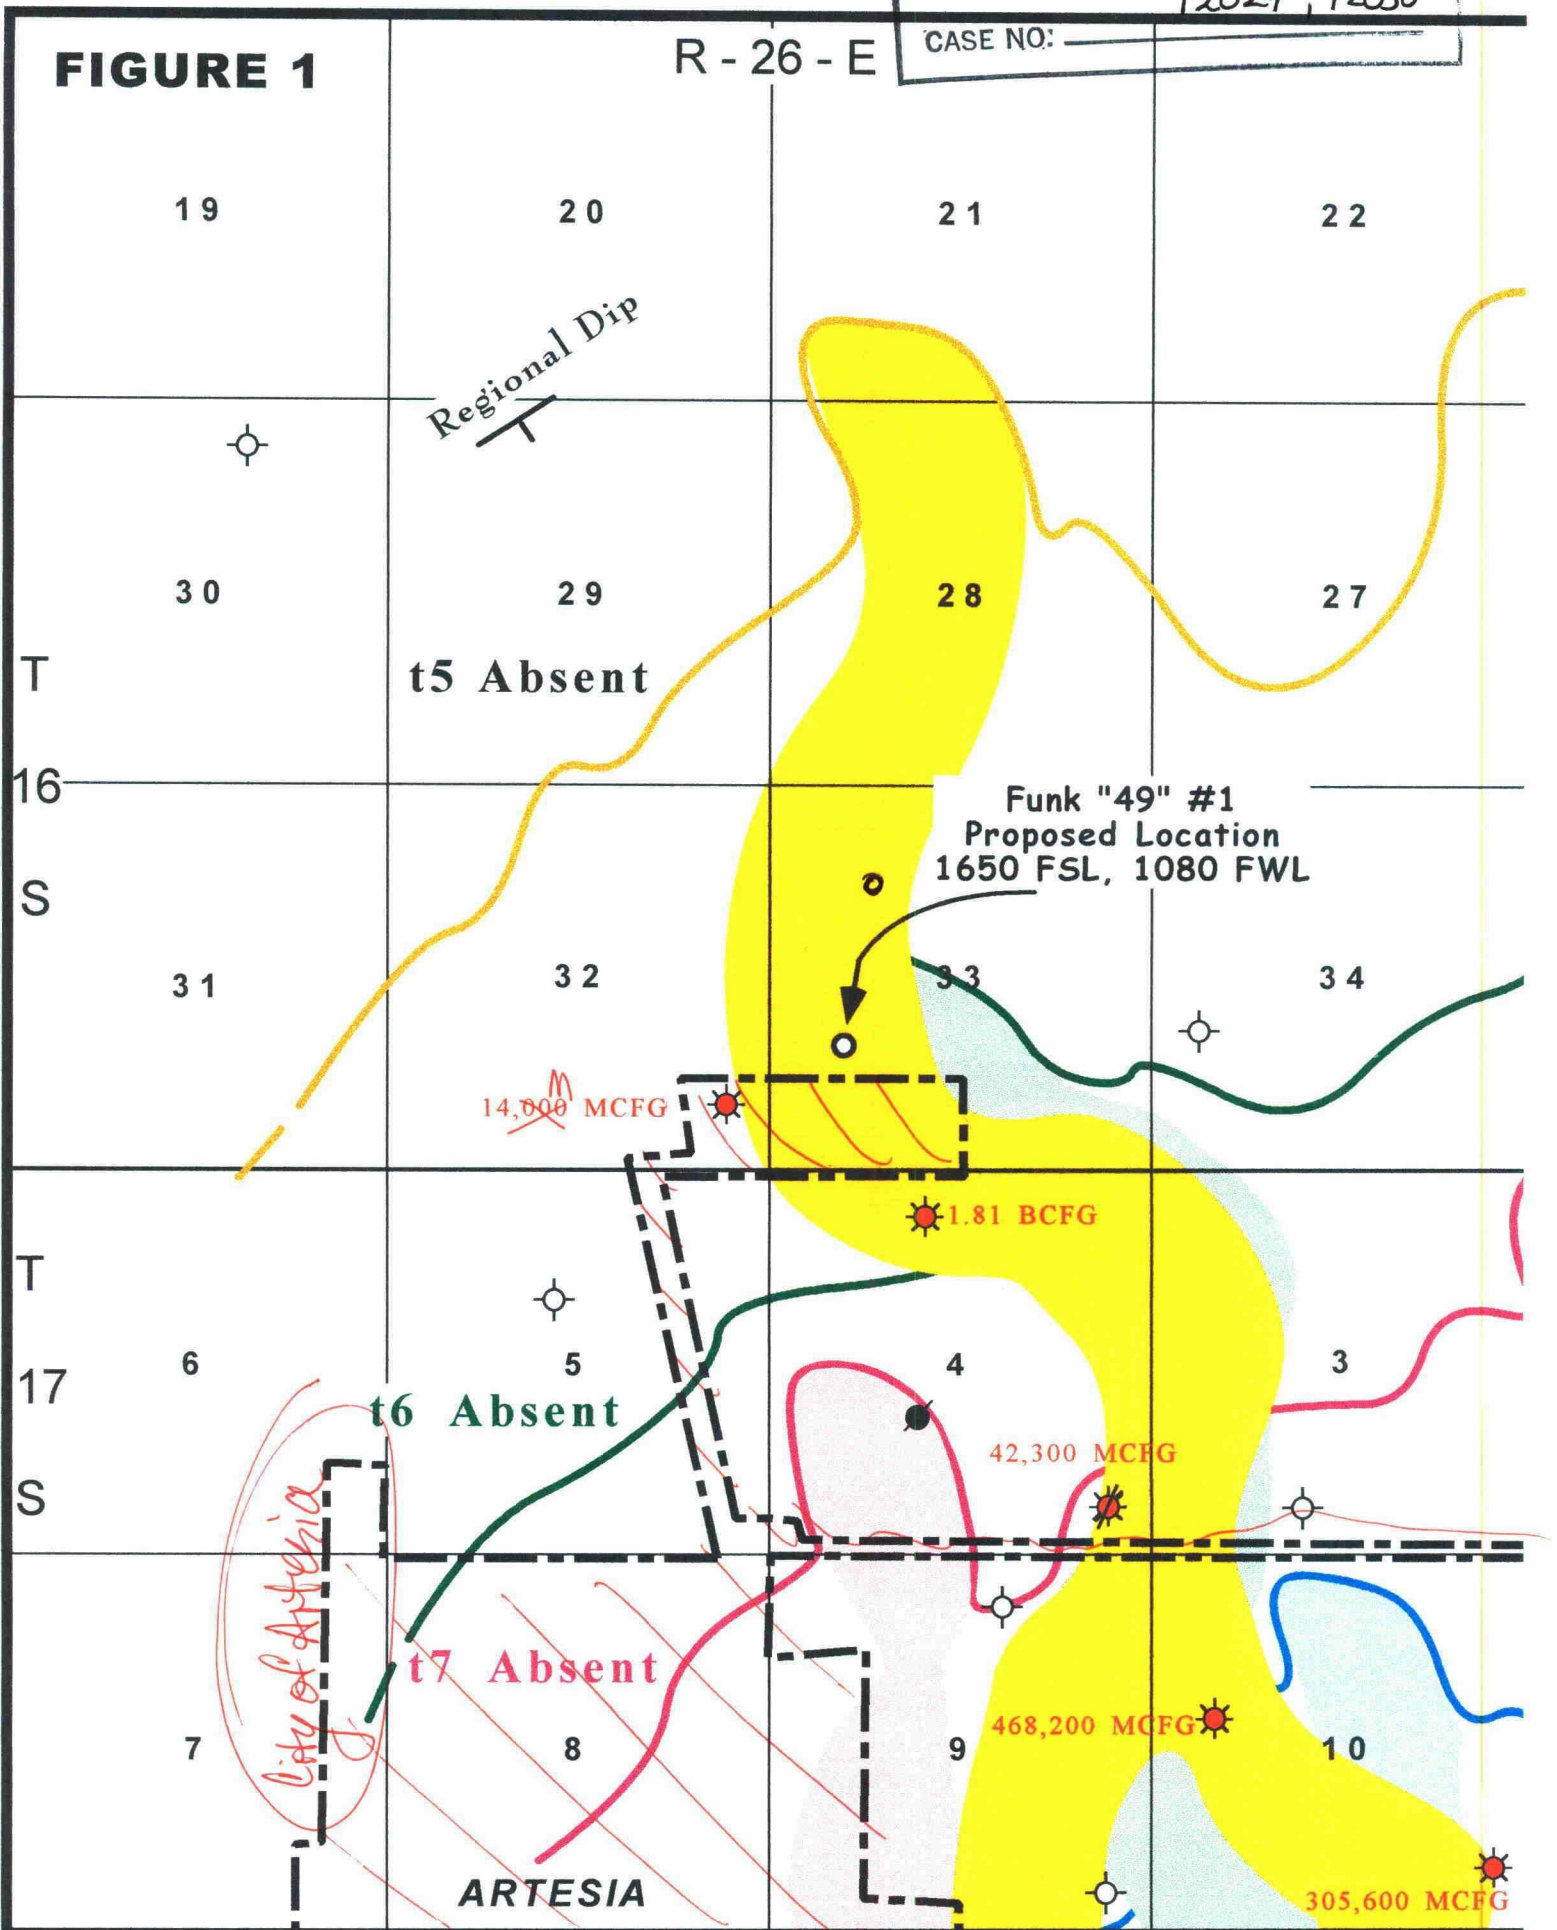 CASE NO:
FIGURE 1
R - 26 - E
19
20
21
22
Regional Dip
30
29
28
27
T
t5 Absent
16
S
Funk "49" #1
Proposed Location
1650 FSL, 1080 FWL
31
32
33
34
M
14,000 MCFG
1.81 BCFG
T
6
5
4
3
17
t6 Absent
42,300 MCFG
S
City of Artesia
t7 Absent
468,200 MCFG
7
8
9
10
ARTESIA
305,600 MCFG